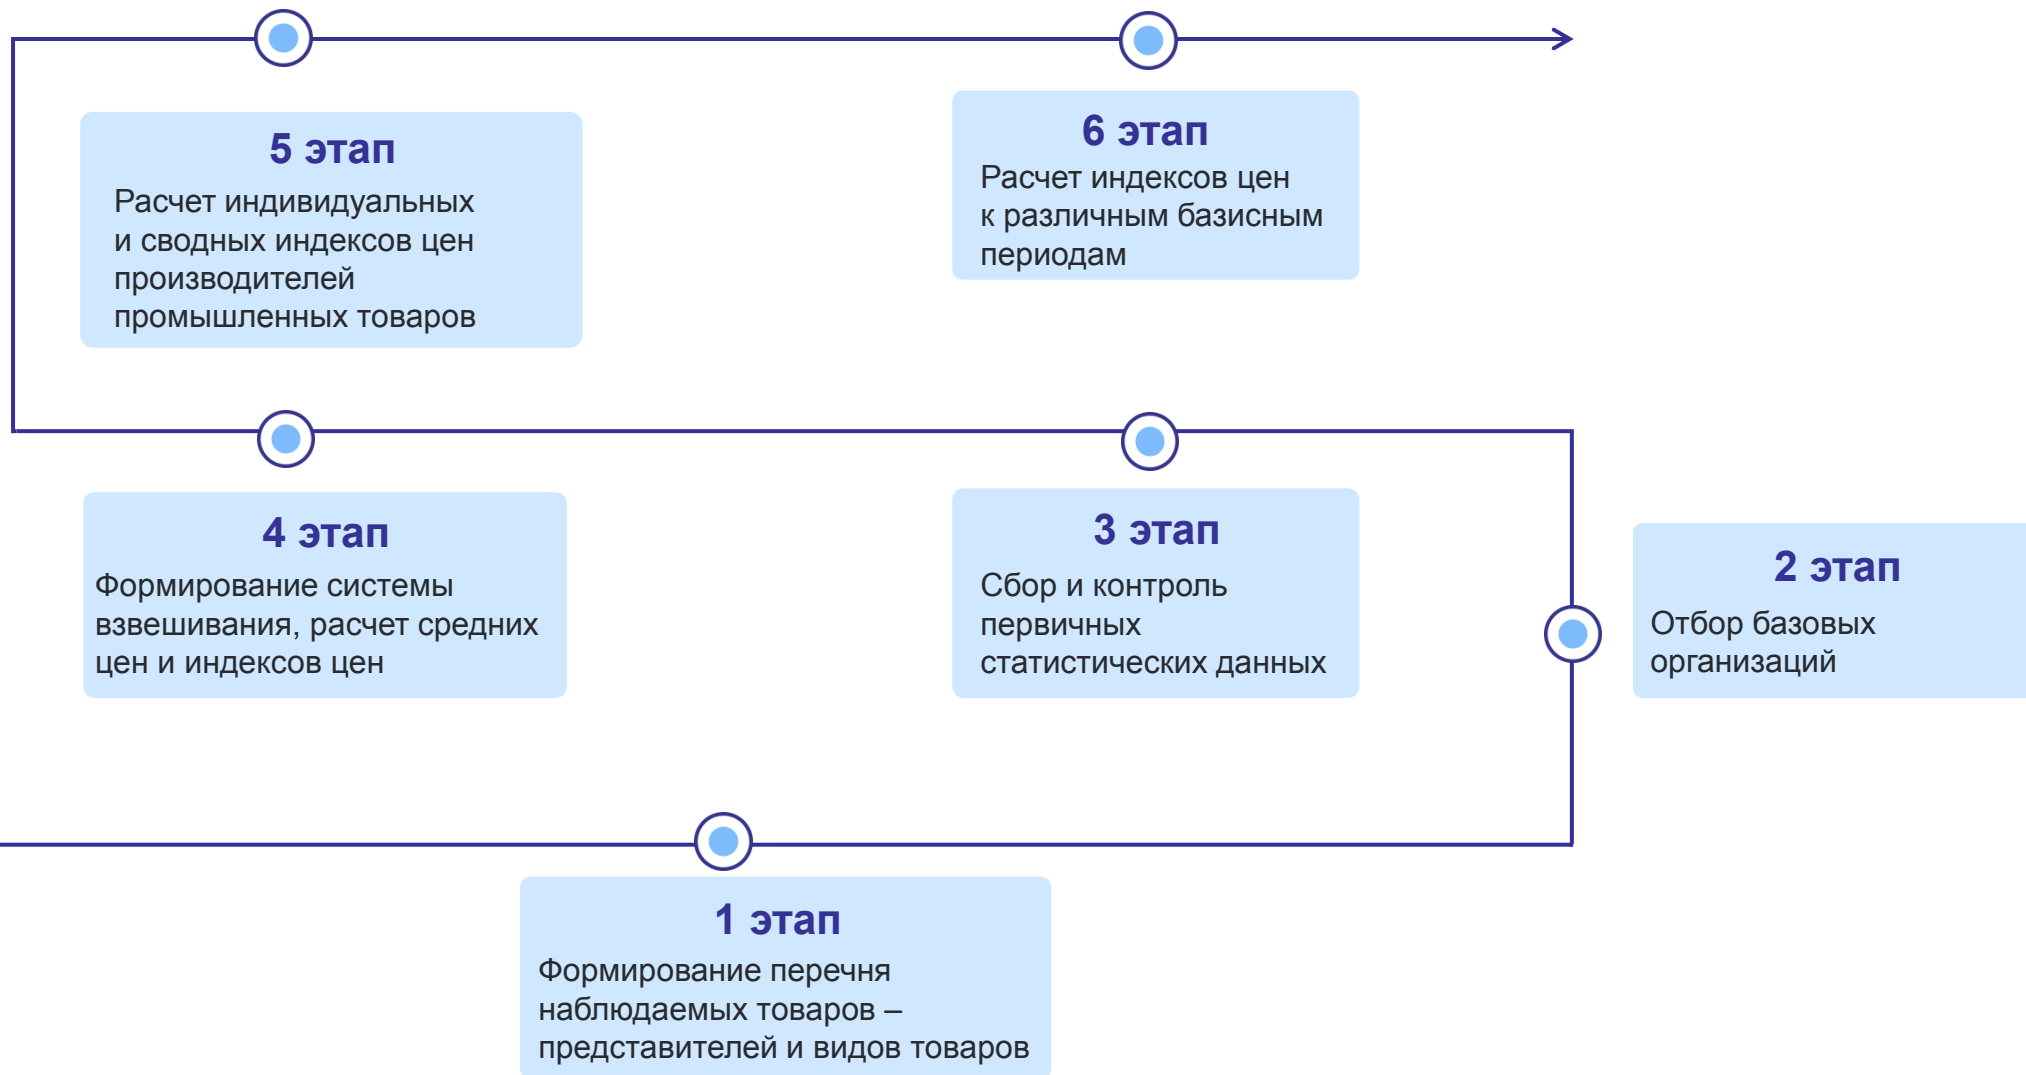 5 этап
Расчет индивидуальных
и сводных индексов цен
производителей
промышленных товаров
6 этап
Расчет индексов цен
к различным базисным
периодам
4 этап
Формирование системы
взвешивания, расчет средних
цен и индексов цен
3 этап
Сбор и контроль
первичных
статистических данных
2 этап
Отбор базовых
организаций
1 этап
Формирование перечня
наблюдаемых товаров –
представителей и видов товаров